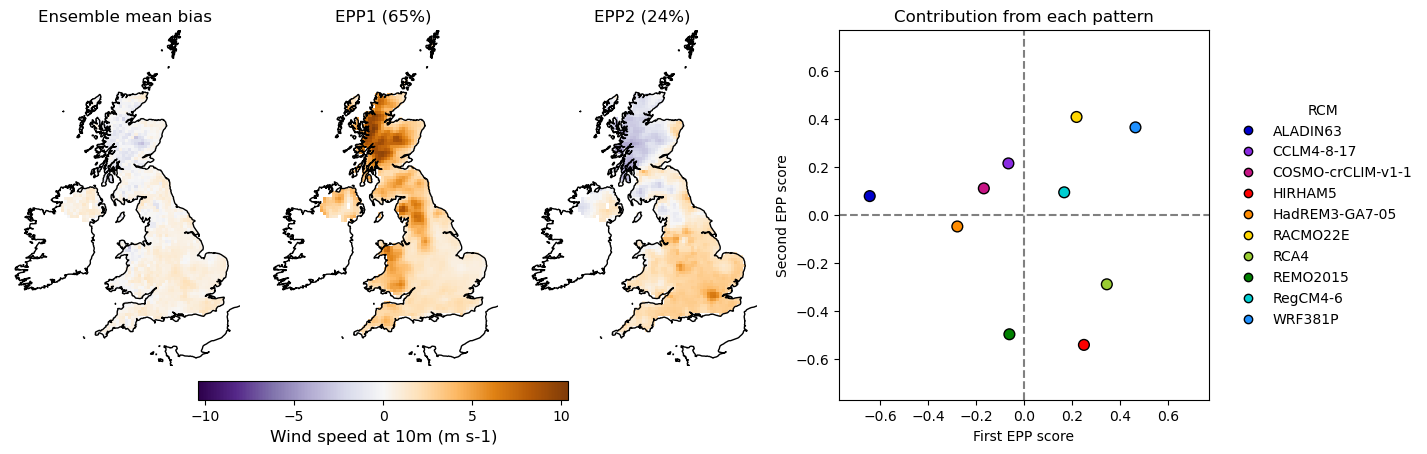 Ensemble mean bias
EPP1 (65%)
EPP2 (24%)
−10 −5 0 5 10
Wind speed at 10m (m s-1)
Contribution from each pattern
Second EPP score
0.6
0.4
0.2
0.0
−0.2
−0.4
−0.6
−0.6 −0.4 −0.2 0.0 0.2 0.4 0.6
First EPP score
RCM
ALADIN63
CCLM4-8-17
COSMO-crCLIM-v1-1
HIRHAM5
HadREM3-GA7-05
RACMO22E
RCA4
REMO2015
RegCM4-6
WRF381P